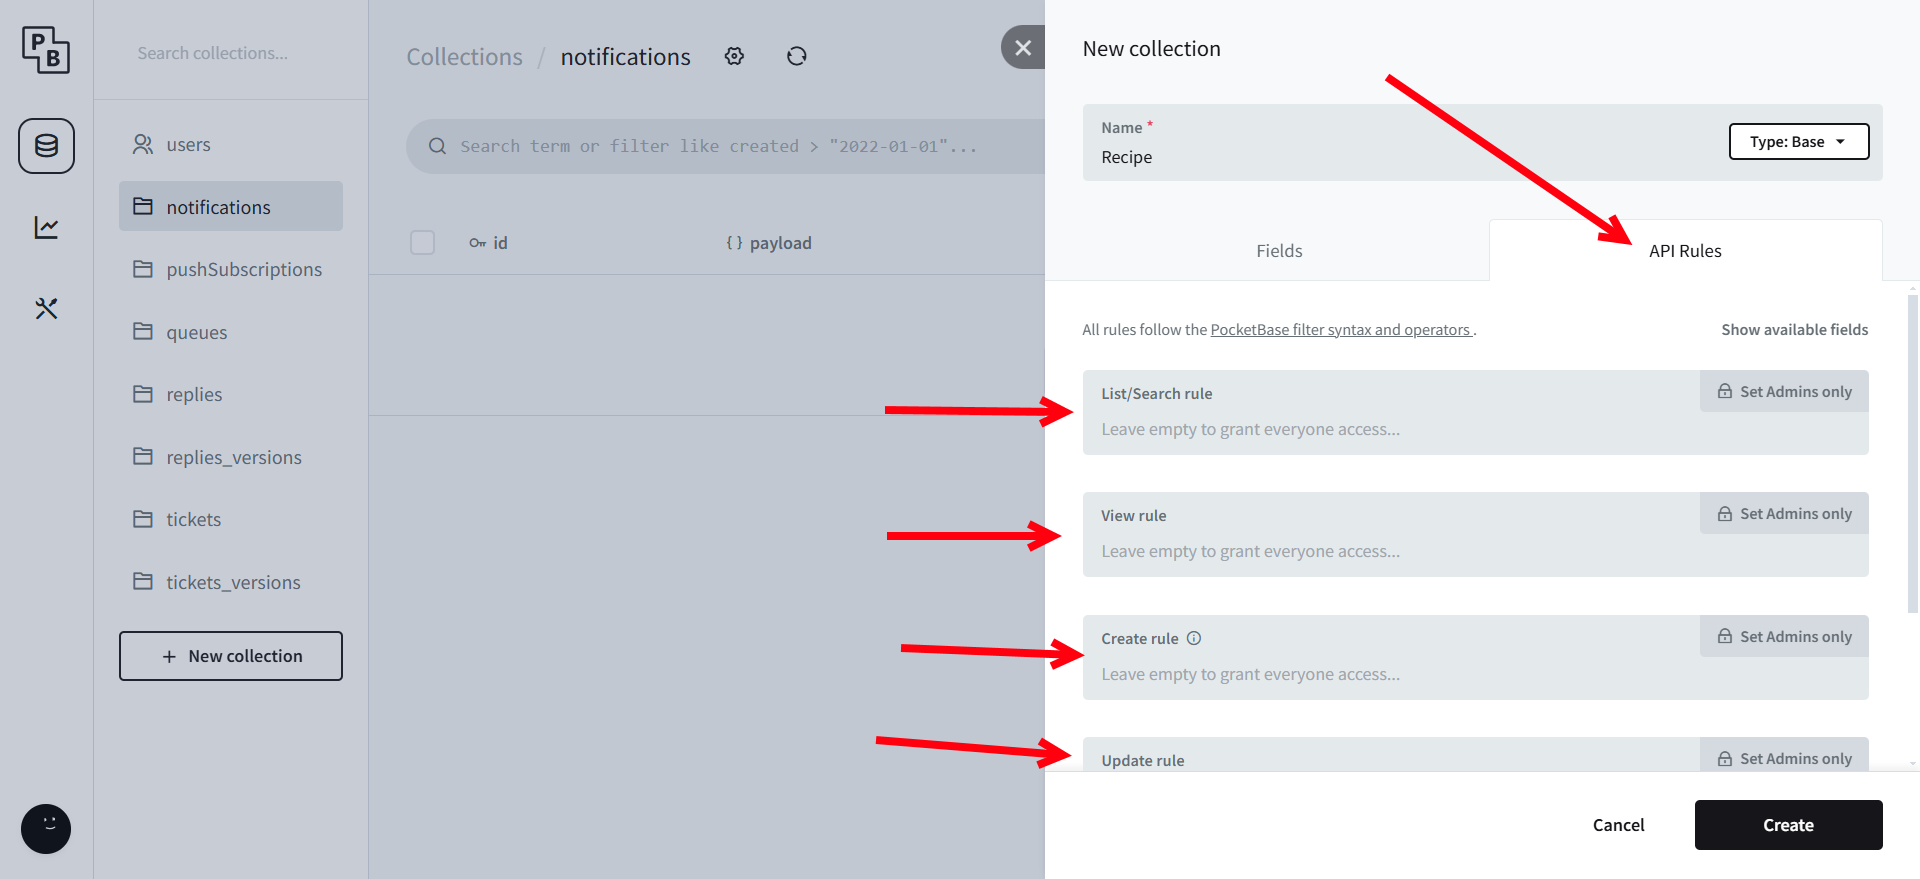 P
B
Search collections...
users
notifications
pushSubscriptions
queues
replies
replies_versions
tickets
tickets_versions
+ New collection
Collections / notifications
Search term or filter like created > "2022-01-01"...
id
{ } payload
New collection
Name *
Recipe
Type: Base
Fields
API Rules
All rules follow the PocketBase filter syntax and operators .
Show available fields
List/Search rule
Set Admins only
Leave empty to grant everyone access...
View rule
Set Admins only
Leave empty to grant everyone access...
Create rule
Set Admins only
Leave empty to grant everyone access...
Update rule
Set Admins only
Cancel
Create